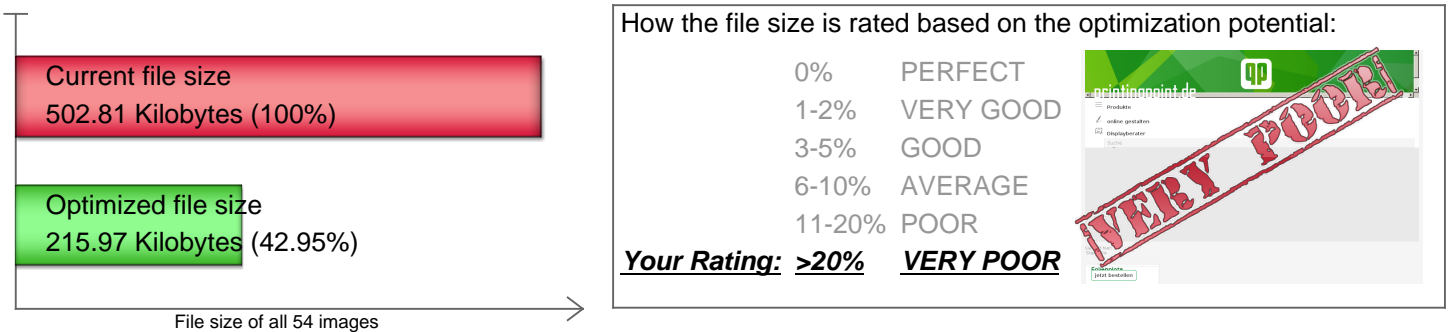 Current file size
502.81 Kilobytes (100%)
Optimized file size
215.97 Kilobytes (42.95%)
File size of all 54 images
How the file size is rated based on the optimization potential:
0% PERFECT
1-2% VERY GOOD
3-5% GOOD
6-10% AVERAGE
11-20% POOR
Your Rating: >20% VERY POOR
printingpoint.de
Produkte
online gestalten
Displayberater
Suche
VERY POOR!
jetzt bestellen